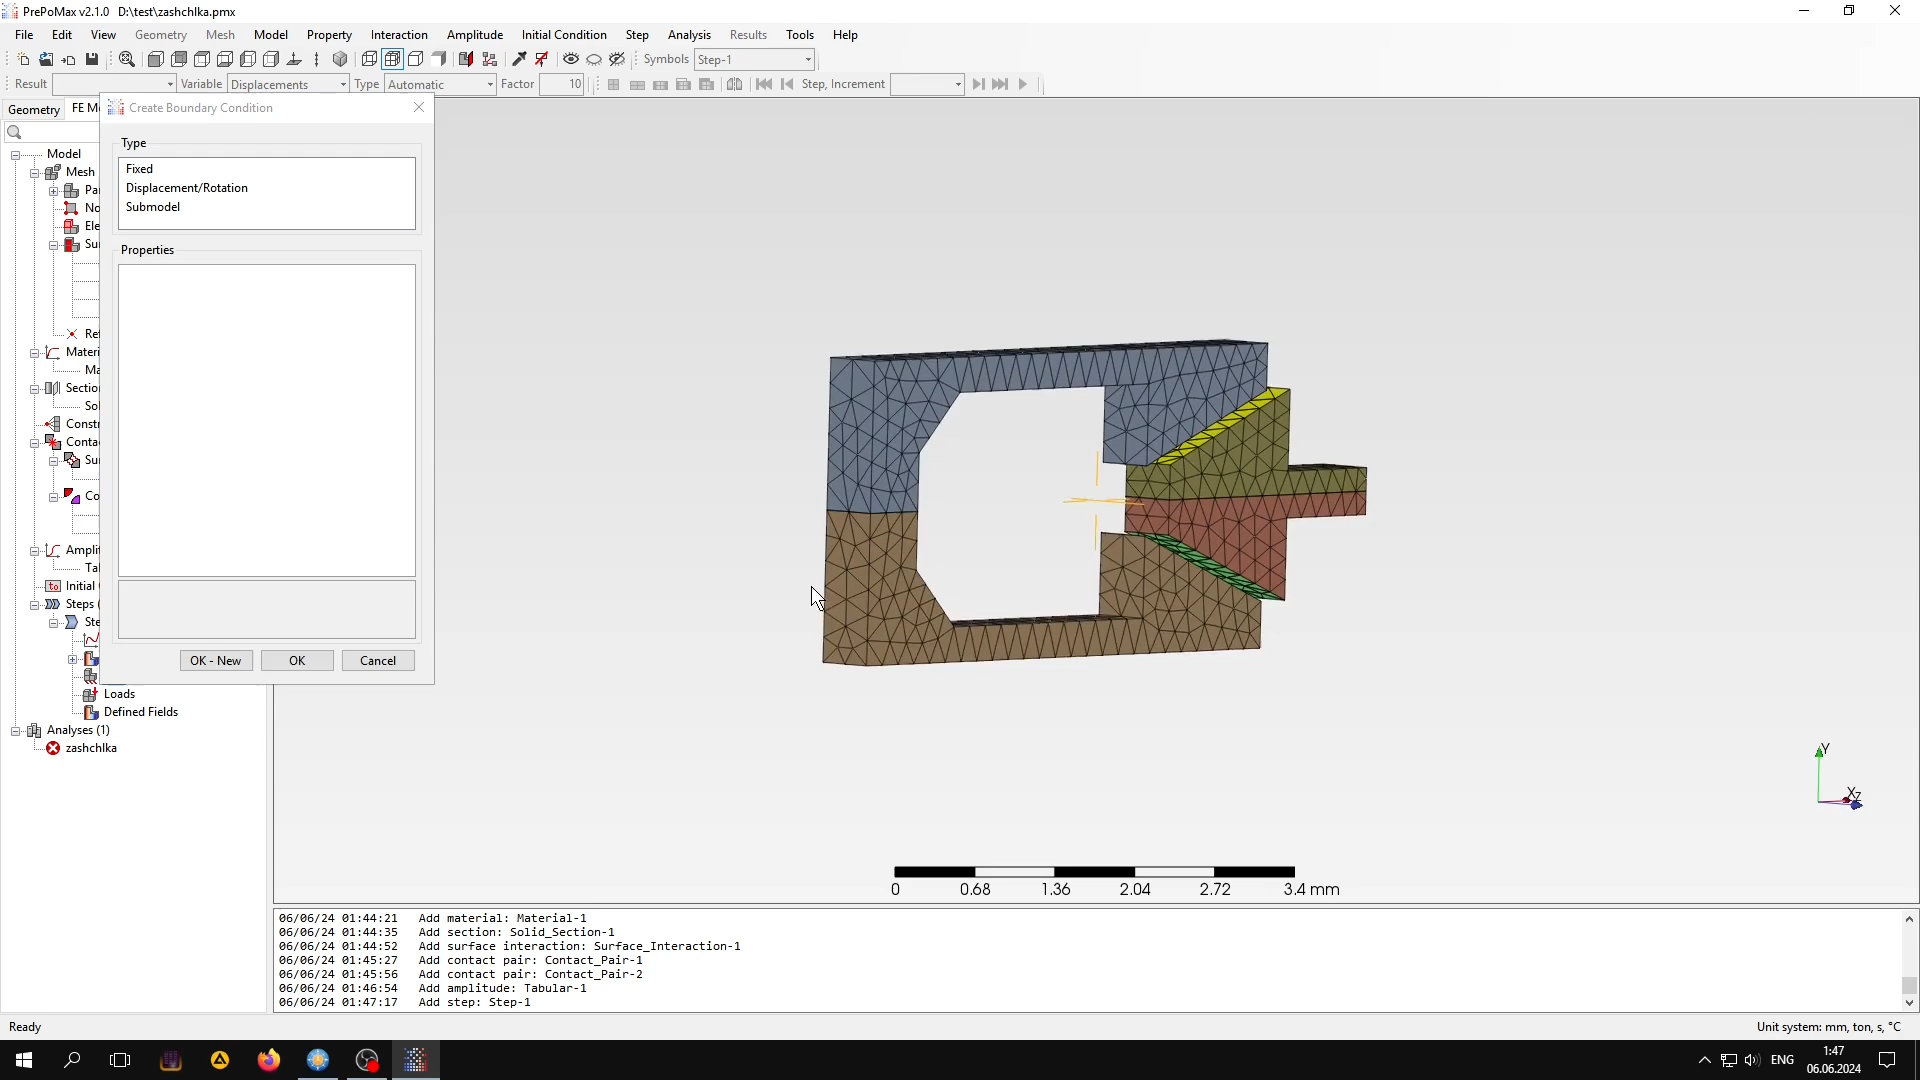 PrePoMax v2.1.0   D:\test\zashchlka.pmx
File Edit View Geometry Mesh Model Property Interaction Amplitude Initial Condition Step Analysis Results Tools Help
Symbols Step-1
Result Variable Displacements Type Automatic Factor 10 Step, Increment
Geometry FE M
Create Boundary Condition
Type
Fixed
Displacement/Rotation
Submodel
Properties
OK - New OK Cancel
Model
Mesh
Pa
No
Ele
Su
Re
Materi
Ma
Sectio
Sol
Constr
Conta
Su
Co
Ampli
Ta
Initial
Steps (
Ste
Loads
Defined Fields
Analyses (1)
zashchlka
Y
X
Z
0 0.68 1.36 2.04 2.72 3.4 mm
06/06/24 01:44:21 Add material: Material-1
06/06/24 01:44:35 Add section: Solid_Section-1
06/06/24 01:44:52 Add surface interaction: Surface_Interaction-1
06/06/24 01:45:27 Add contact pair: Contact_Pair-1
06/06/24 01:45:56 Add contact pair: Contact_Pair-2
06/06/24 01:46:54 Add amplitude: Tabular-1
06/06/24 01:47:17 Add step: Step-1
Ready
Unit system: mm, ton, s, °C
ENG
1:47
06.06.2024